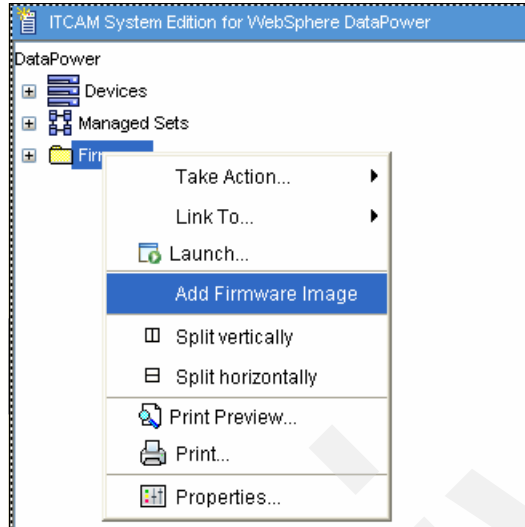 ITCAM System Edition for WebSphere DataPower
DataPower
Devices
Managed Sets
Take Action...
Link To...
Launch...
Add Firmware Image
Split vertically
Split horizontally
Print Preview...
Print...
Properties...